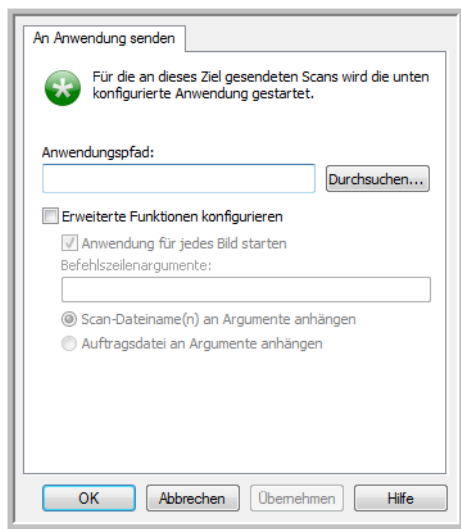 An Anwendung senden
Für die an dieses Ziel gesendeten Scans wird die unten
konfigurierte Anwendung gestartet.
Anwendungspfad:
Durchsuchen...
Erweiterte Funktionen konfigurieren
Anwendung für jedes Bild starten
Befehlszeilenargumente:
Scan-Dateiname(n) an Argumente anhängen
Auftragsdatei an Argumente anhängen
OK Abbrechen Übernehmen Hilfe